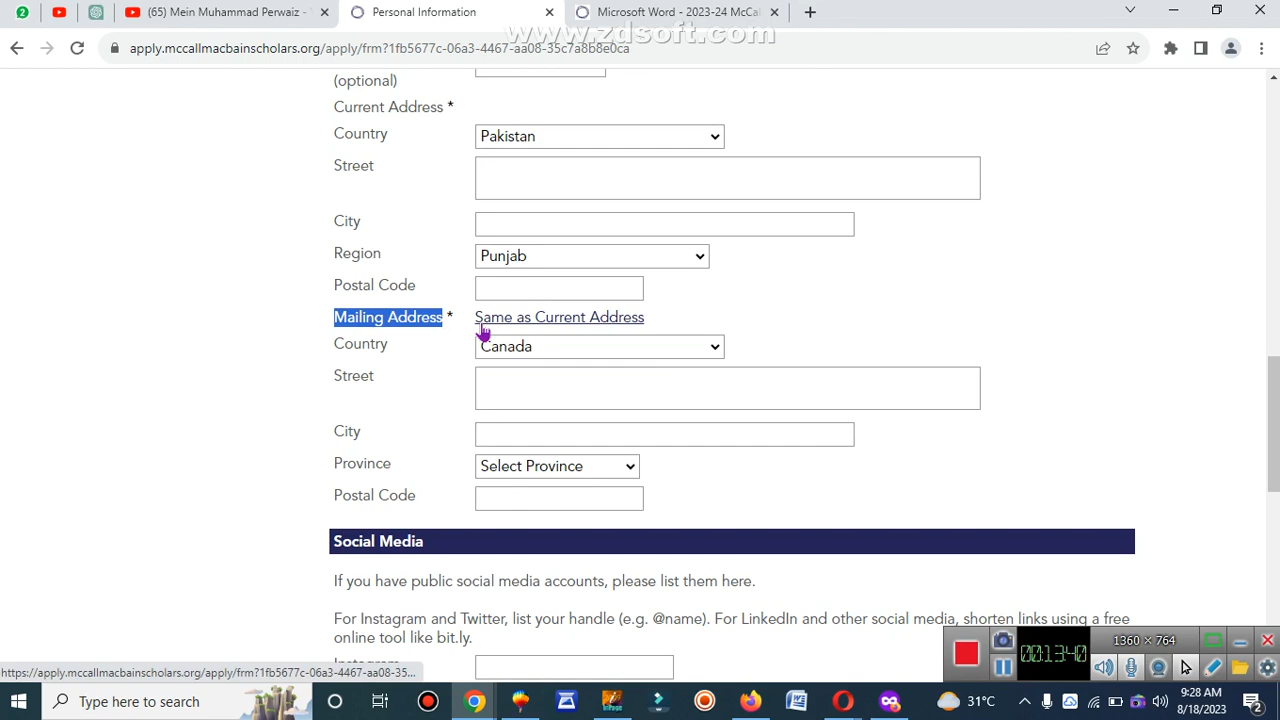 (65) Mein Muhammad Perwaiz -
Personal Information
Microsoft Word - 2023-24 McCal
www.zdsoft.com
apply.mccallmacbainscholars.org/apply/frm?1fb5677c-06a3-4467-aa08-35c7a8b8e0ca
(optional)
Current Address *
Country
Pakistan
Street
City
Region
Punjab
Postal Code
Mailing Address *
Same as Current Address
Country
Canada
Street
City
Province
Select Province
Postal Code
Social Media
If you have public social media accounts, please list them here.
For Instagram and Twitter, list your handle (e.g. @name). For LinkedIn and other social media, shorten links using a free
online tool like bit.ly.
Instagram
1360 × 764
00:13:40
https://apply.mccallmacbainscholars.org/apply/frm?1fb5677c-06a3-4467-aa08-35...
Type here to search
31°C
9:28 AM
8/18/2023
2